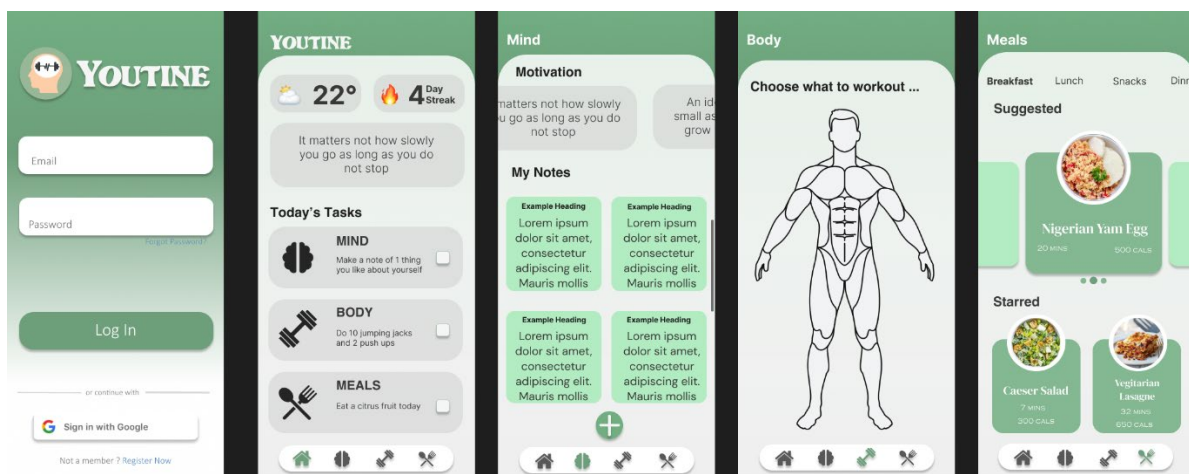 YOUTINE
Email
Password
Forgot Password?
Log In
or continue with
Sign in with Google
Not a member ? Register Now
YOUTINE
22°
4 Day
Streak
It matters not how slowly
you go as long as you do
not stop
Today's Tasks
MIND
Make a note of 1 thing
you like about yourself
BODY
Do 10 jumping jacks
and 2 push ups
MEALS
Eat a citrus fruit today
Mind
Motivation
matters not how slowly
you go as long as you do
not stop
An id
small as
grow
My Notes
Example Heading
Lorem ipsum
dolor sit amet,
consectetur
adipiscing elit.
Mauris mollis
Example Heading
Lorem ipsum
dolor sit amet,
consectetur
adipiscing elit.
Mauris mollis
Example Heading
Lorem ipsum
dolor sit amet,
consectetur
adipiscing elit.
Mauris mollis
Example Heading
Lorem ipsum
dolor sit amet,
consectetur
adipiscing elit.
Mauris mollis
Body
Choose what to workout ...
Meals
Breakfast Lunch Snacks Dinn
Suggested
Nigerian Yam Egg
20 MINS 500 CALS
Starred
Caeser Salad
7 MINS
300 CALS
Vegitarian
Lasagne
32 MINS
650 CALS